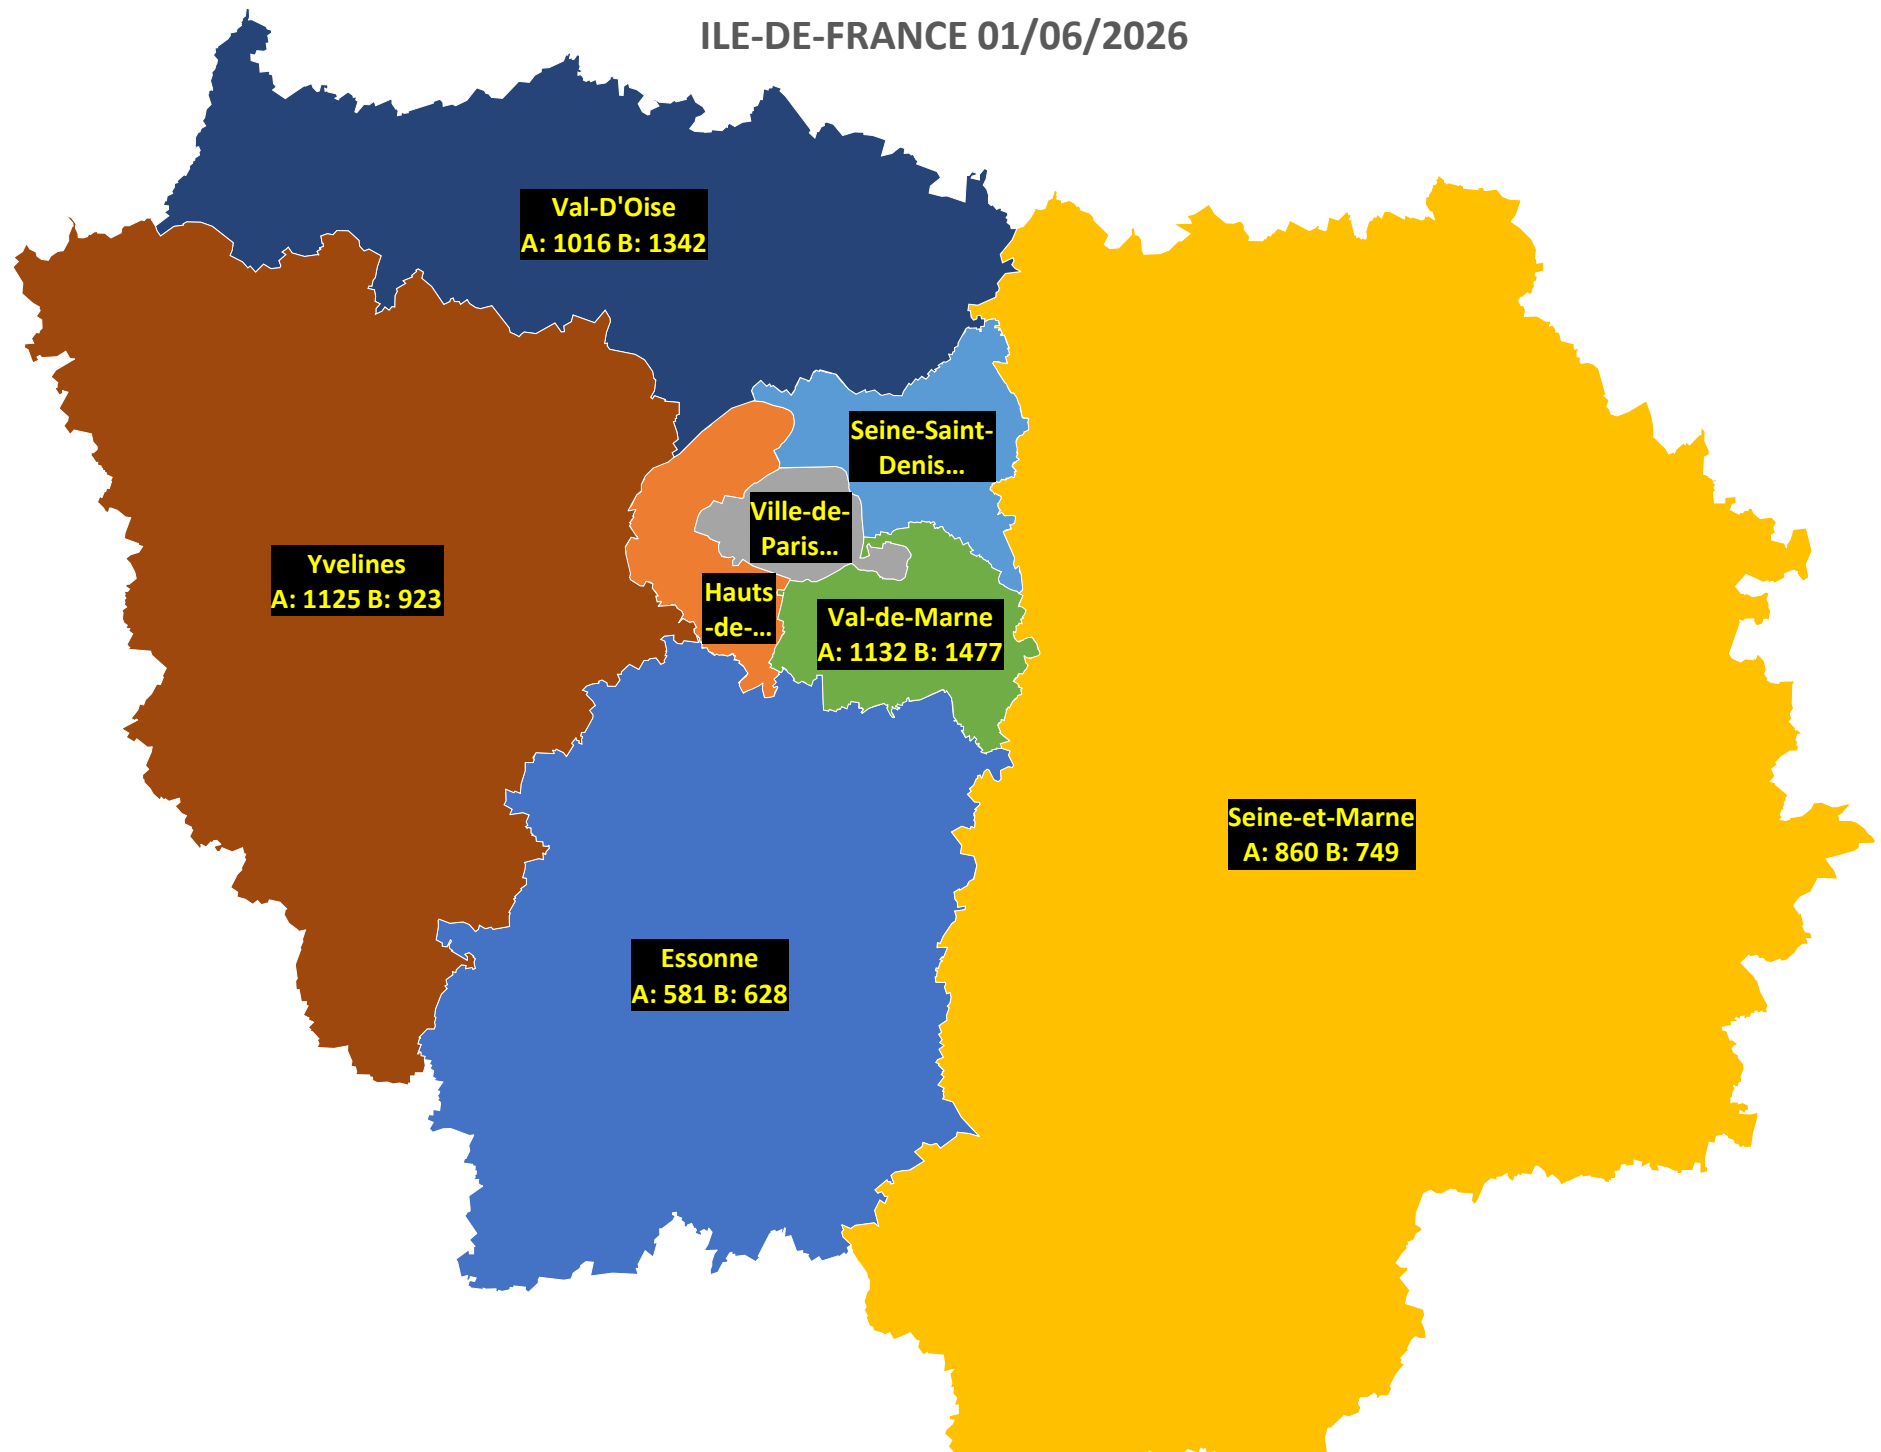 ILE-DE-FRANCE 01/06/2026
Val-D'Oise
A: 1016 B: 1342
Seine-Saint-
Denis...
Ville-de-
Paris...
Yvelines
A: 1125 B: 923
Hauts
-de-...
Val-de-Marne
A: 1132 B: 1477
Seine-et-Marne
A: 860 B: 749
Essonne
A: 581 B: 628